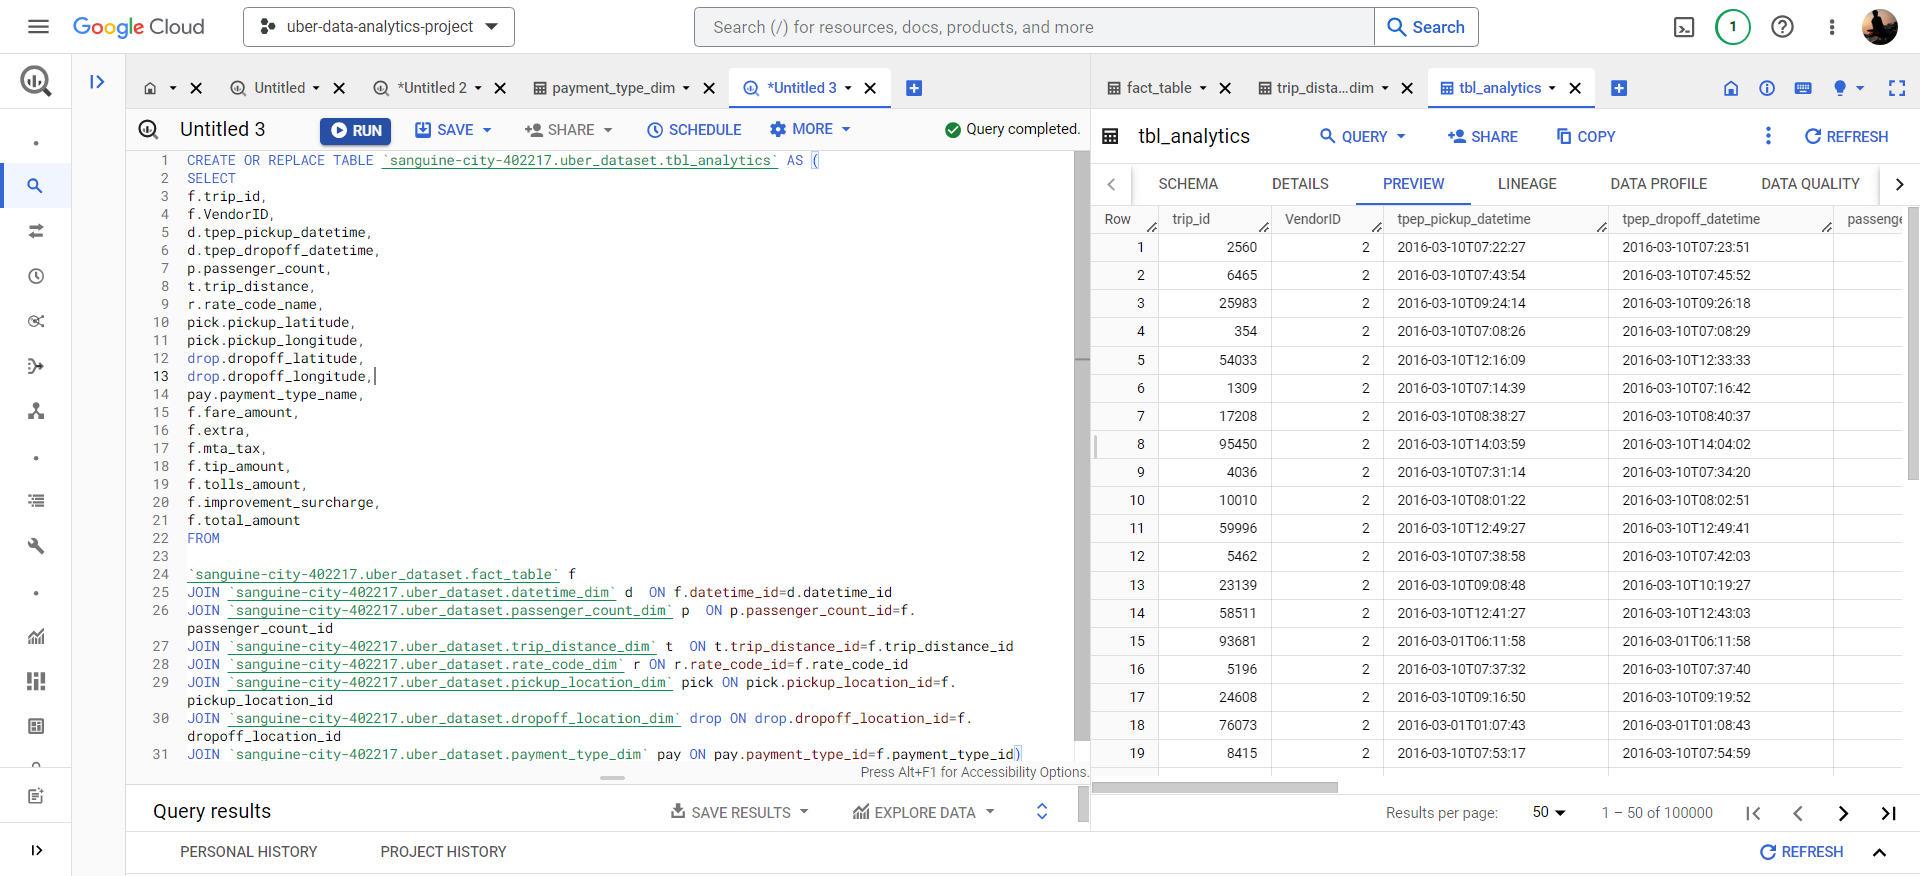 Google Cloud
uber-data-analytics-project
Search (/) for resources, docs, products, and more
Search
1
Untitled
*Untitled 2
payment_type_dim
*Untitled 3
fact_table
trip_dista…dim
tbl_analytics
Untitled 3
RUN
SAVE
SHARE
SCHEDULE
MORE
Query completed.
1 CREATE OR REPLACE TABLE `sanguine-city-402217.uber_dataset.tbl_analytics` AS (
2 SELECT
3 f.trip_id,
4 f.VendorID,
5 d.tpep_pickup_datetime,
6 d.tpep_dropoff_datetime,
7 p.passenger_count,
8 t.trip_distance,
9 r.rate_code_name,
10 pick.pickup_latitude,
11 pick.pickup_longitude,
12 drop.dropoff_latitude,
13 drop.dropoff_longitude,
14 pay.payment_type_name,
15 f.fare_amount,
16 f.extra,
17 f.mta_tax,
18 f.tip_amount,
19 f.tolls_amount,
20 f.improvement_surcharge,
21 f.total_amount
22 FROM
23
24 `sanguine-city-402217.uber_dataset.fact_table` f
25 JOIN `sanguine-city-402217.uber_dataset.datetime_dim` d  ON f.datetime_id=d.datetime_id
26 JOIN `sanguine-city-402217.uber_dataset.passenger_count_dim` p  ON p.passenger_count_id=f.
passenger_count_id
27 JOIN `sanguine-city-402217.uber_dataset.trip_distance_dim` t  ON t.trip_distance_id=f.trip_distance_id
28 JOIN `sanguine-city-402217.uber_dataset.rate_code_dim` r ON r.rate_code_id=f.rate_code_id
29 JOIN `sanguine-city-402217.uber_dataset.pickup_location_dim` pick ON pick.pickup_location_id=f.
pickup_location_id
30 JOIN `sanguine-city-402217.uber_dataset.dropoff_location_dim` drop ON drop.dropoff_location_id=f.
dropoff_location_id
31 JOIN `sanguine-city-402217.uber_dataset.payment_type_dim` pay ON pay.payment_type_id=f.payment_type_id)
Press Alt+F1 for Accessibility Options.
Query results
SAVE RESULTS
EXPLORE DATA
tbl_analytics
QUERY
SHARE
COPY
REFRESH
SCHEMA DETAILS PREVIEW LINEAGE DATA PROFILE DATA QUALITY
Row trip_id VendorID tpep_pickup_datetime tpep_dropoff_datetime passenge
1 2560 2 2016-03-10T07:22:27 2016-03-10T07:23:51
2 6465 2 2016-03-10T07:43:54 2016-03-10T07:45:52
3 25983 2 2016-03-10T09:24:14 2016-03-10T09:26:18
4 354 2 2016-03-10T07:08:26 2016-03-10T07:08:29
5 54033 2 2016-03-10T12:16:09 2016-03-10T12:33:33
6 1309 2 2016-03-10T07:14:39 2016-03-10T07:16:42
7 17208 2 2016-03-10T08:38:27 2016-03-10T08:40:37
8 95450 2 2016-03-10T14:03:59 2016-03-10T14:04:02
9 4036 2 2016-03-10T07:31:14 2016-03-10T07:34:20
10 10010 2 2016-03-10T08:01:22 2016-03-10T08:02:51
11 59996 2 2016-03-10T12:49:27 2016-03-10T12:49:41
12 5462 2 2016-03-10T07:38:58 2016-03-10T07:42:03
13 23139 2 2016-03-10T09:08:48 2016-03-10T10:19:27
14 58511 2 2016-03-10T12:41:27 2016-03-10T12:43:03
15 93681 2 2016-03-01T06:11:58 2016-03-01T06:11:58
16 5196 2 2016-03-10T07:37:32 2016-03-10T07:37:40
17 24608 2 2016-03-10T09:16:50 2016-03-10T09:19:52
18 76073 2 2016-03-01T01:07:43 2016-03-01T01:08:43
19 8415 2 2016-03-10T07:53:17 2016-03-10T07:54:59
Results per page: 50 1 – 50 of 100000
PERSONAL HISTORY
PROJECT HISTORY
REFRESH